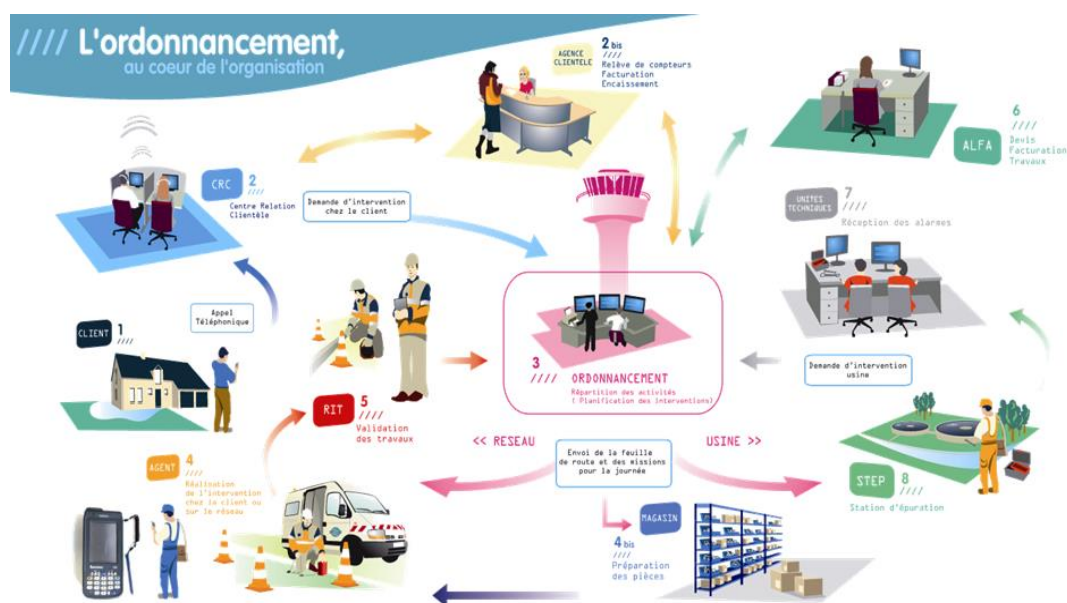 //// L'ordonnancement,
au coeur de l'organisation
AGENCE
CLIENTELE
2 bis
////
Relève de compteurs
Facturation
Encaissement
6
////
ALFA
Devis
Facturation
Travaux
CRC
2
////
Centre Relation
Clientèle
Demande d'intervention
chez le client
UNITES
TECHNIQUES
7
////
Réception des alarmes
Appel
Téléphonique
CLIENT
1
////
3
//// ORDONNANCEMENT
Répartition des activités
( Planification des interventions)
Demande d'intervention
usine
RIT
5
////
Validation
des travaux
<< RESEAU
USINE >>
Envoi de la feuille
de route et des missions
pour la journée
AGENT
4
////
Réalisation
de l'intervention
chez le client ou
sur le réseau
STEP
8
////
Station d'épuration
MAGASIN
4 bis
////
Préparation
des pièces